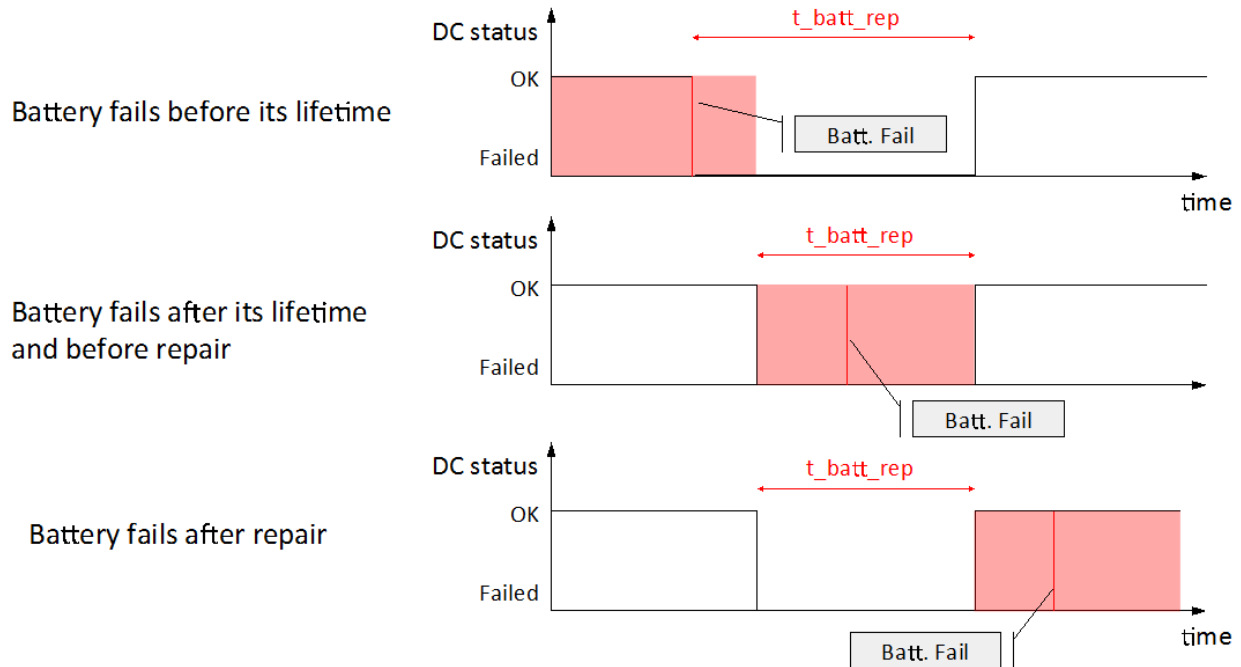 DC status
t_batt_rep
OK
Battery fails before its lifetime
Batt. Fail
Failed
time
DC status
t_batt_rep
OK
Battery fails after its lifetime
and before repair
Failed
Batt. Fail
DC status
t_batt_rep
OK
Battery fails after repair
Failed
time
Batt. Fail